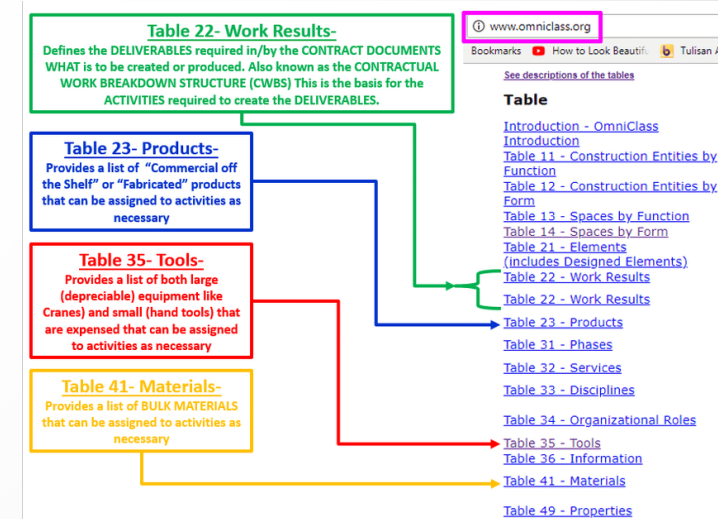 Table 22- Work Results-
Defines the DELIVERABLES required in/by the CONTRACT DOCUMENTS
WHAT is to be created or produced. Also known as the CONTRACTUAL
WORK BREAKDOWN STRUCTURE (CWBS) This is the basis for the
ACTIVITIES required to create the DELIVERABLES.
Table 23- Products-
Provides a list of “Commercial off
the Shelf” or “Fabricated” products
that can be assigned to activities as
necessary
Table 35- Tools-
Provides a list of both large
(depreciable) equipment like
Cranes) and small (hand tools) that
are expensed that can be assigned
to activities as necessary
Table 41- Materials-
Provides a list of BULK MATERIALS
that can be assigned to activities as
necessary
www.omniclass.org
Bookmarks How to Look Beautifu Tulisan A
See descriptions of the tables
Table
Introduction - OmniClass
Introduction
Table 11 - Construction Entities by
Function
Table 12 - Construction Entities by
Form
Table 13 - Spaces by Function
Table 14 - Spaces by Form
Table 21 - Elements
(includes Designed Elements)
Table 22 - Work Results
Table 22 - Work Results
Table 23 - Products
Table 31 - Phases
Table 32 - Services
Table 33 - Disciplines
Table 34 - Organizational Roles
Table 35 - Tools
Table 36 - Information
Table 41 - Materials
Table 49 - Properties